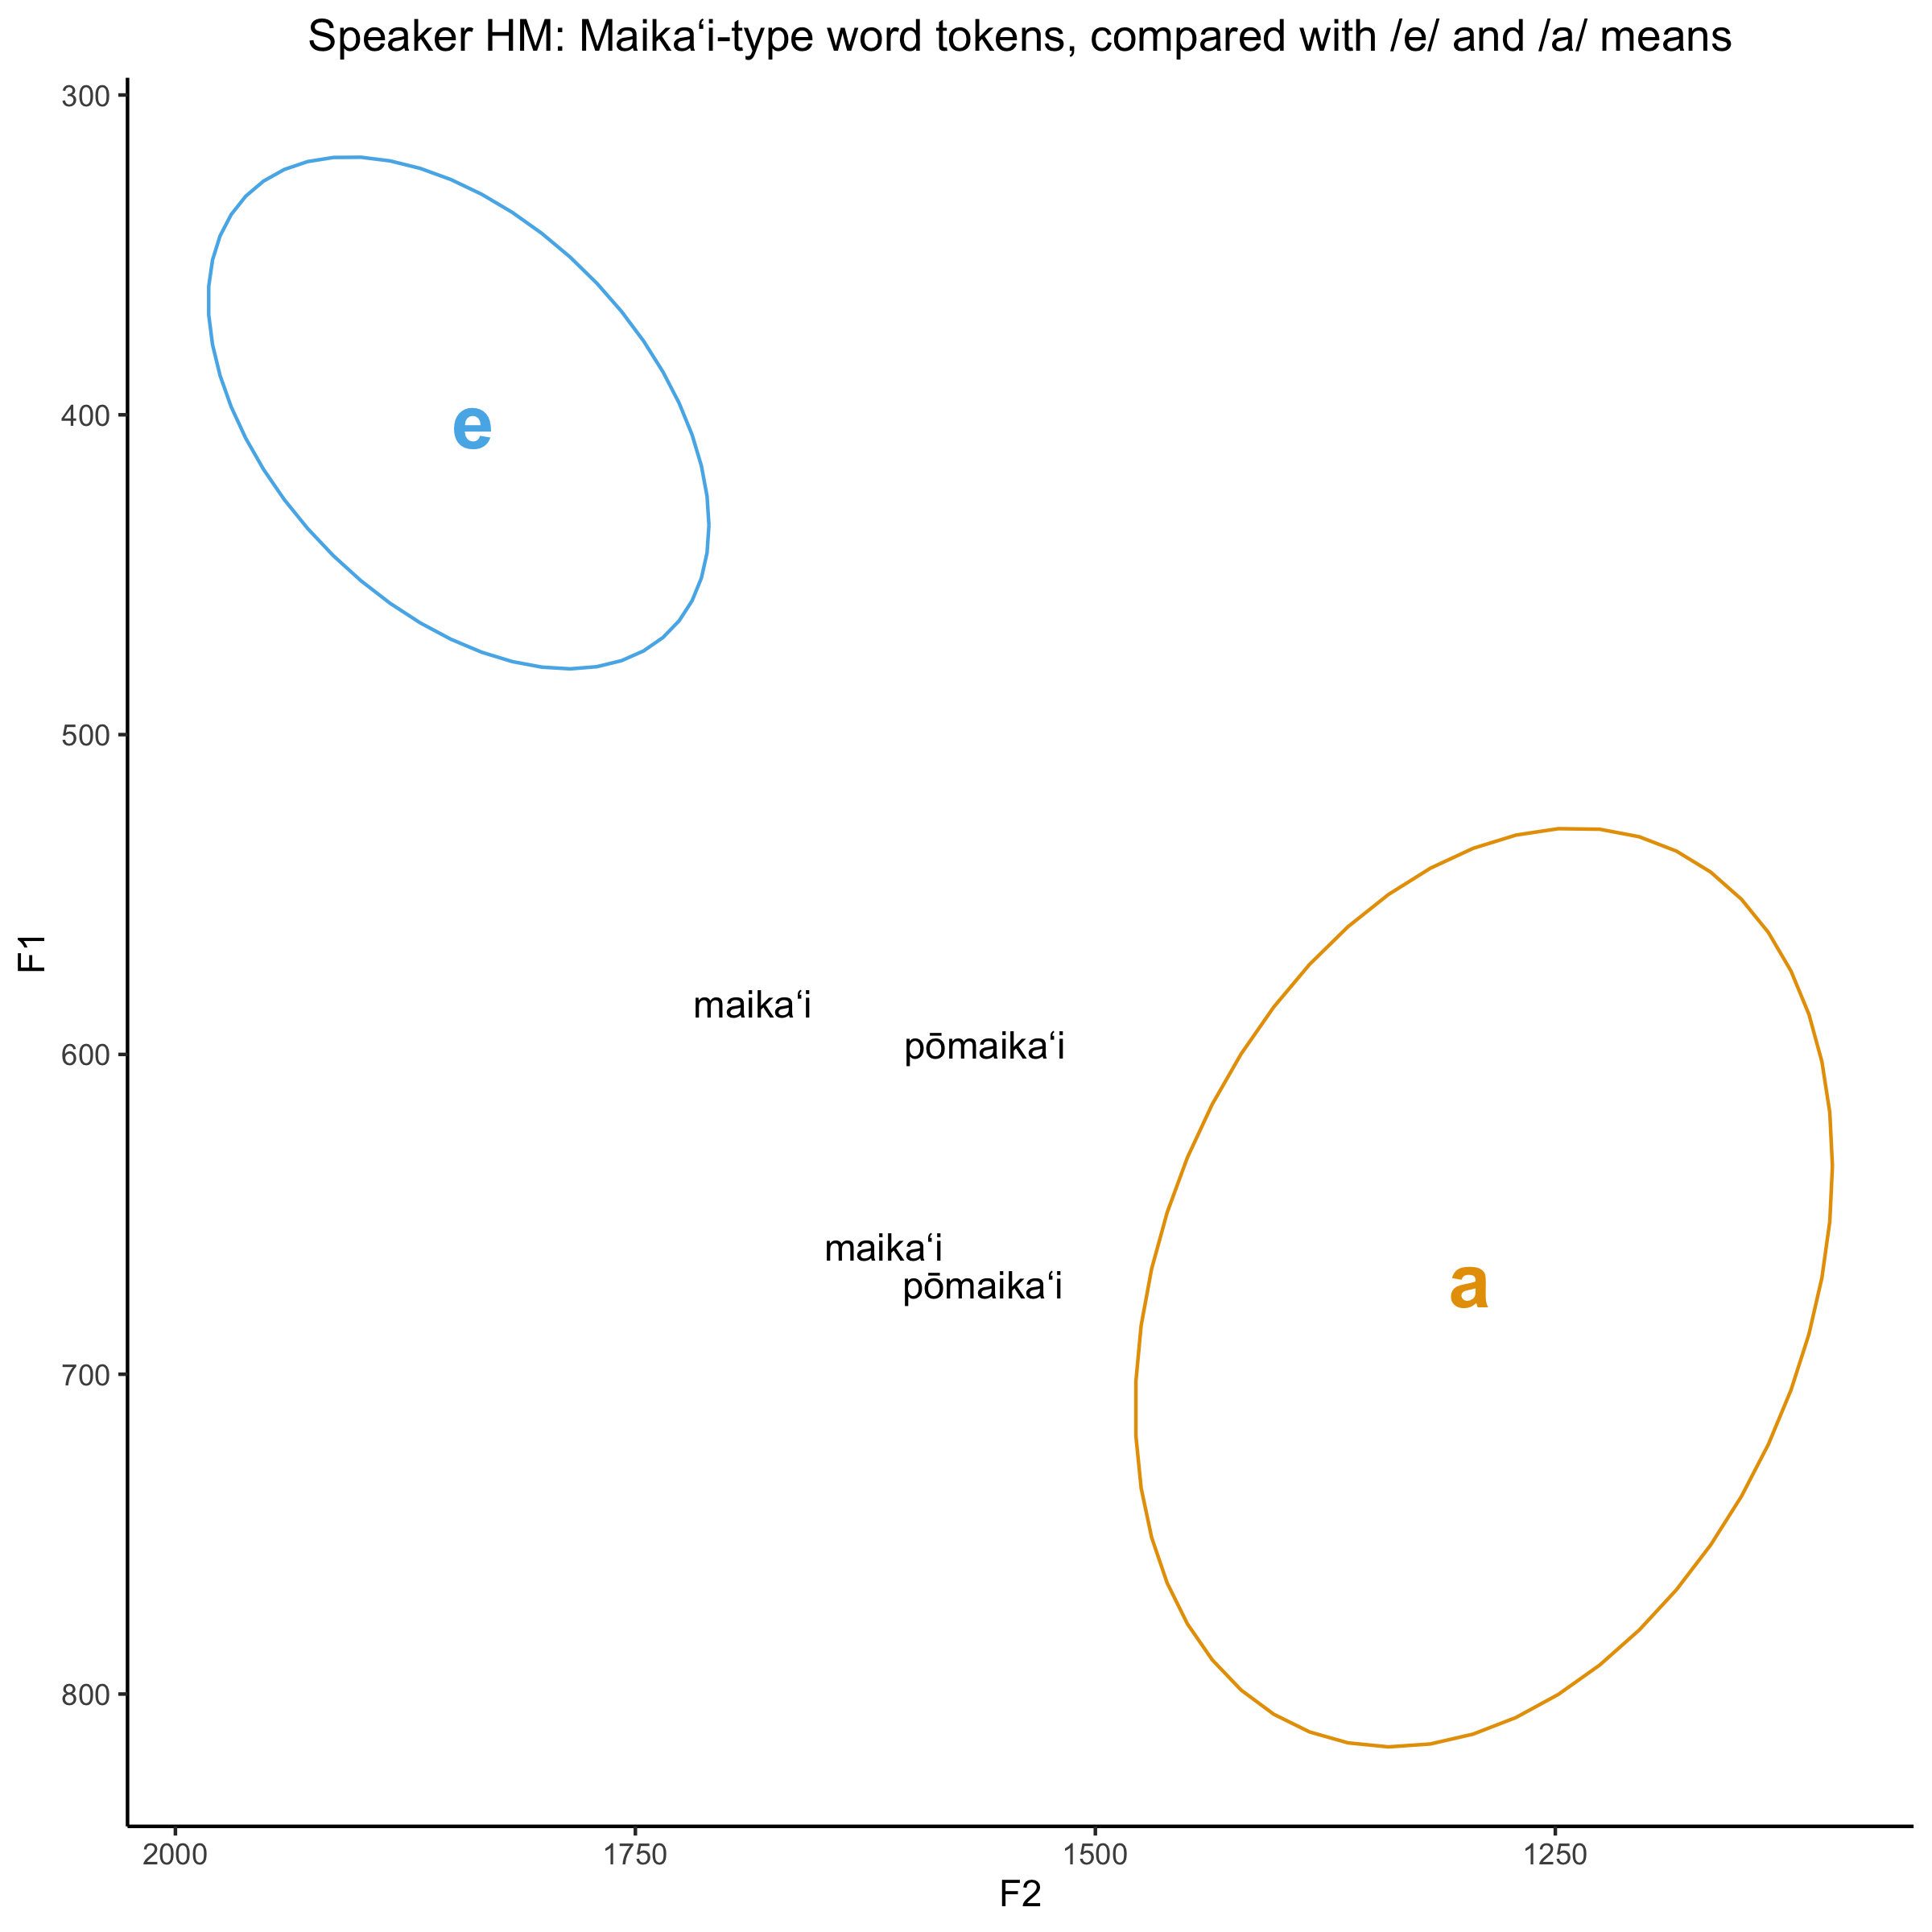 Speaker HM: Maikaʻi-type word tokens, compared with /e/ and /a/ means
300
e
400
500
F1
maikaʻi
pōmaikaʻi
600
maikaʻi
pōmaikaʻi
a
700
800
2000 1750 1500 1250
F2